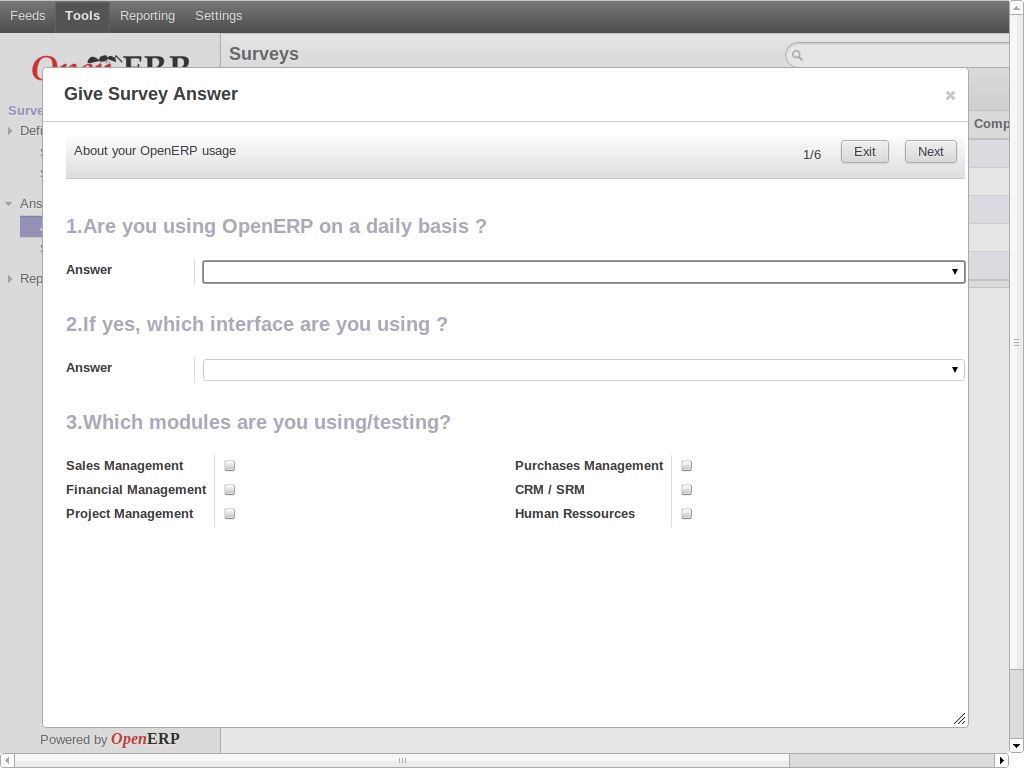 Feeds Tools Reporting Settings
OpenERP
Surveys
Give Survey Answer
Surve
Comp
Defi
About your OpenERP usage
1/6 Exit Next
Ans
1.Are you using OpenERP on a daily basis ?
Answer
Rep
2.If yes, which interface are you using ?
Answer
3.Which modules are you using/testing?
Sales Management Purchases Management
Financial Management CRM / SRM
Project Management Human Ressources
Powered by OpenERP